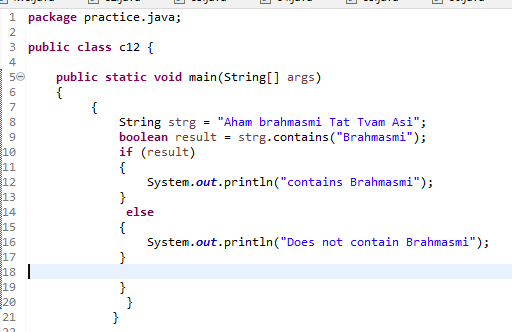 1 package practice.java;
2
3 public class c12 {
4
5 public static void main(String[] args)
6 {
7 {
8 String strg = "Aham brahmasmi Tat Tvam Asi";
9 boolean result = strg.contains("Brahmasmi");
10 if (result)
11 {
12 System.out.println("contains Brahmasmi");
13 }
14 else
15 {
16 System.out.println("Does not contain Brahmasmi");
17 }
18
19 }
20 }
21 }